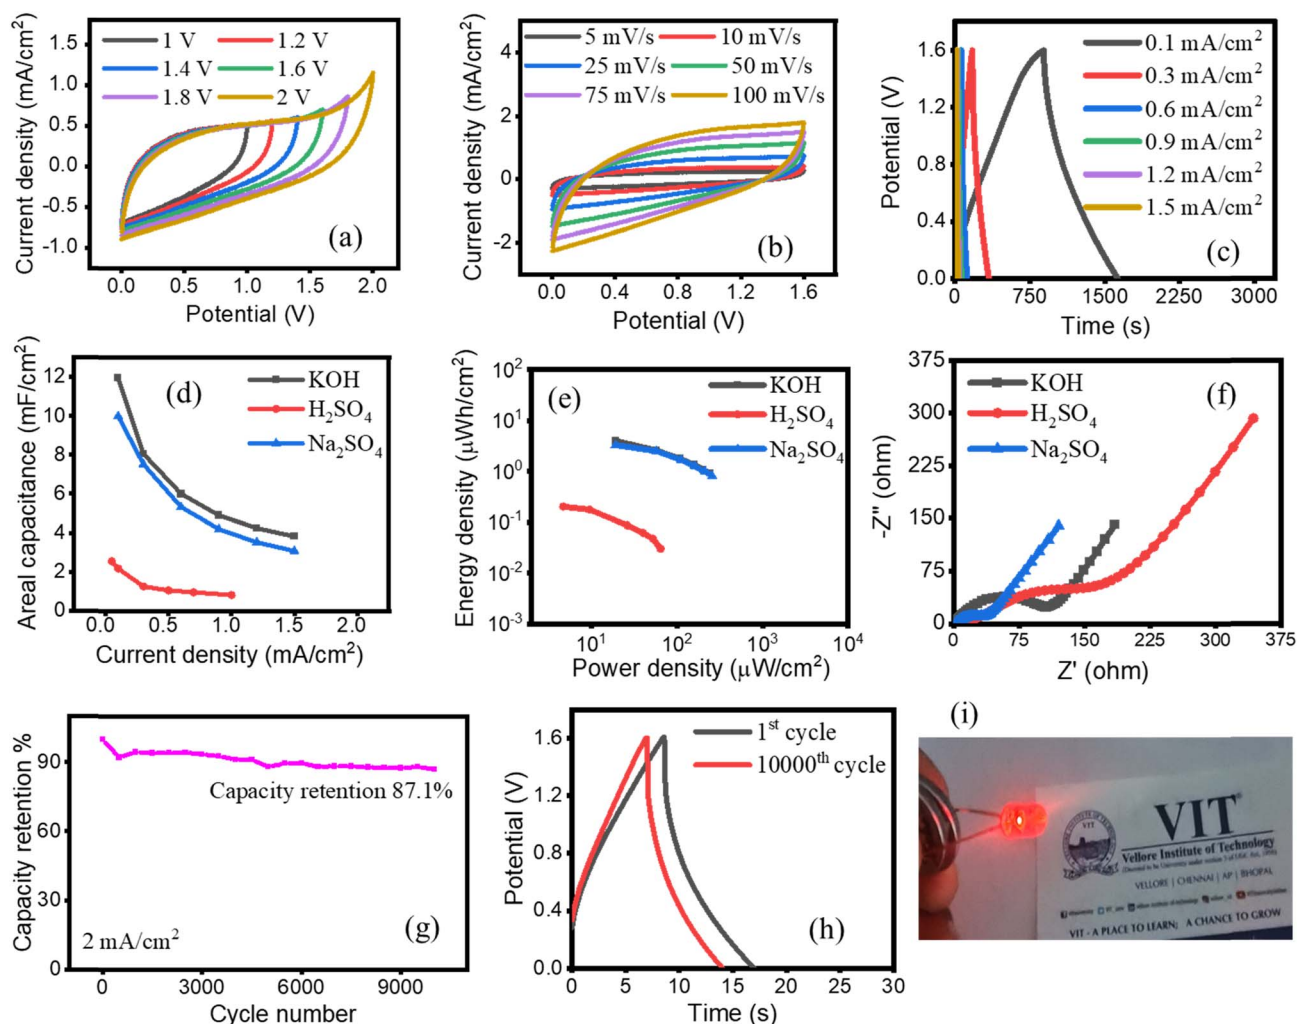 1 V 1.2 V
1.4 V 1.6 V
1.8 V 2 V
1.5
1.0
0.5
0.0
-0.5
-1.0
0.0 0.5 1.0 1.5 2.0
Current density (mA/cm²)
Potential (V)
(a)
5 mV/s 10 mV/s
25 mV/s 50 mV/s
75 mV/s 100 mV/s
4
2
0
-2
0.0 0.4 0.8 1.2 1.6
Current density (mA/cm²)
Potential (V)
(b)
0.1 mA/cm²
0.3 mA/cm²
0.6 mA/cm²
0.9 mA/cm²
1.2 mA/cm²
1.5 mA/cm²
1.6
1.2
0.8
0.4
0.0
0 750 1500 2250 3000
Potential (V)
Time (s)
(c)
KOH
H₂SO₄
Na₂SO₄
12
10
8
6
4
2
0
0.0 0.5 1.0 1.5 2.0
Areal capacitance (mF/cm²)
Current density (mA/cm²)
(d)
KOH
H₂SO₄
Na₂SO₄
10²
10¹
10⁰
10⁻¹
10⁻²
10⁻³
10¹ 10² 10³ 10⁴
Energy density (μWh/cm²)
Power density (μW/cm²)
(e)
KOH
H₂SO₄
Na₂SO₄
375
300
225
150
75
0
0 75 150 225 300 375
-Z" (ohm)
Z' (ohm)
(f)
90
60
30
0
0 3000 6000 9000
Capacity retention %
Cycle number
Capacity retention 87.1%
2 mA/cm²
(g)
1st cycle
10000th cycle
1.6
1.2
0.8
0.4
0.0
0 5 10 15 20 25 30
Potential (V)
Time (s)
(h)
(i)
VIT
Vellore Institute of Technology
VELLORE | CHENNAI | AP | BHOPAL
VIT - A PLACE TO LEARN; A CHANCE TO GROW